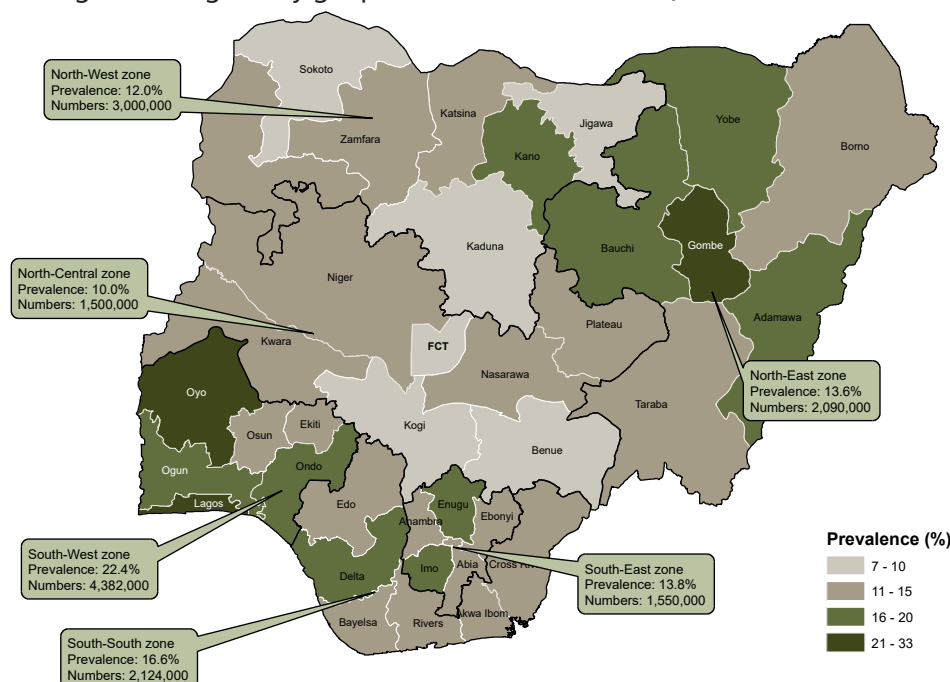 Sokoto
North-West zone
Prevalence: 12.0%
Numbers: 3,000,000
Katsina
Jigawa
Yobe
Zamfara
Kano
Borno
Kaduna
Bauchi
Gombe
North-Central zone
Prevalence: 10.0%
Numbers: 1,500,000
Niger
Adamawa
Plateau
Kwara
FCT
Nasarawa
North-East zone
Prevalence: 13.6%
Numbers: 2,090,000
Oyo
Taraba
Osun
Ekiti
Kogi
Benue
Ogun
Ondo
Lagos
Edo
Enugu
Anambra
Ebonyi
South-West zone
Prevalence: 22.4%
Numbers: 4,382,000
Delta
Imo
Abia
Cross
South-East zone
Prevalence: 13.8%
Numbers: 1,550,000
Bayelsa
Rivers
Akwa Ibom
South-South zone
Prevalence: 16.6%
Numbers: 2,124,000
Prevalence (%)
7 - 10
11 - 15
16 - 20
21 - 33